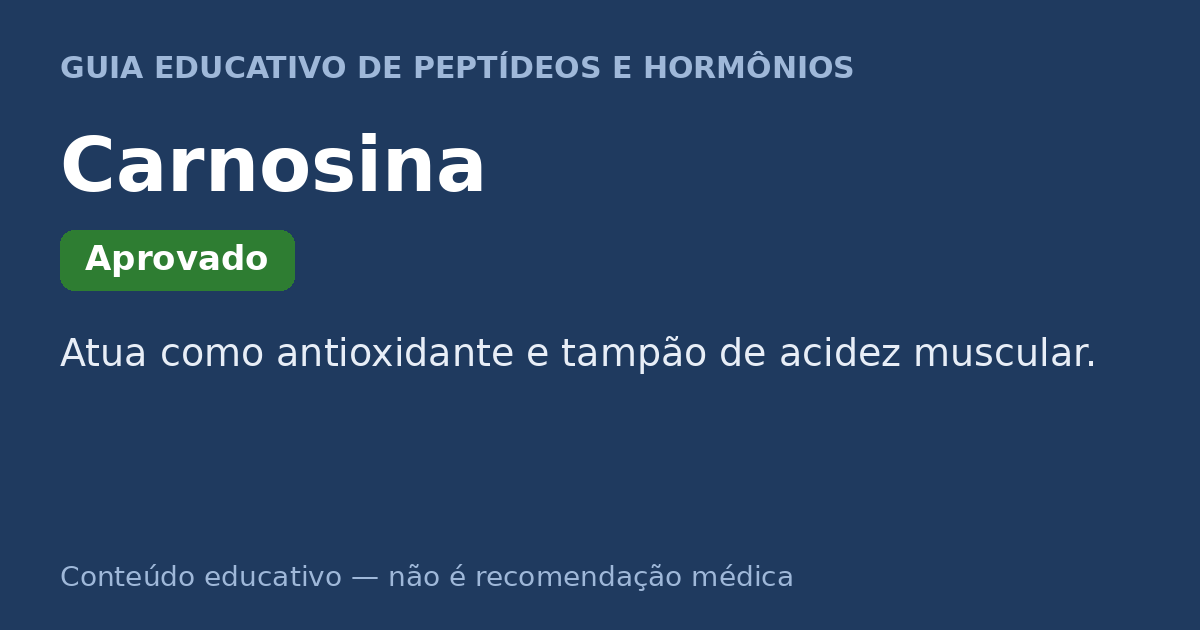 GUIA EDUCATIVO DE PEPTÍDEOS E HORMÔNIOS
Carnosina
Aprovado
Atua como antioxidante e tampão de acidez muscular.
Conteúdo educativo — não é recomendação médica